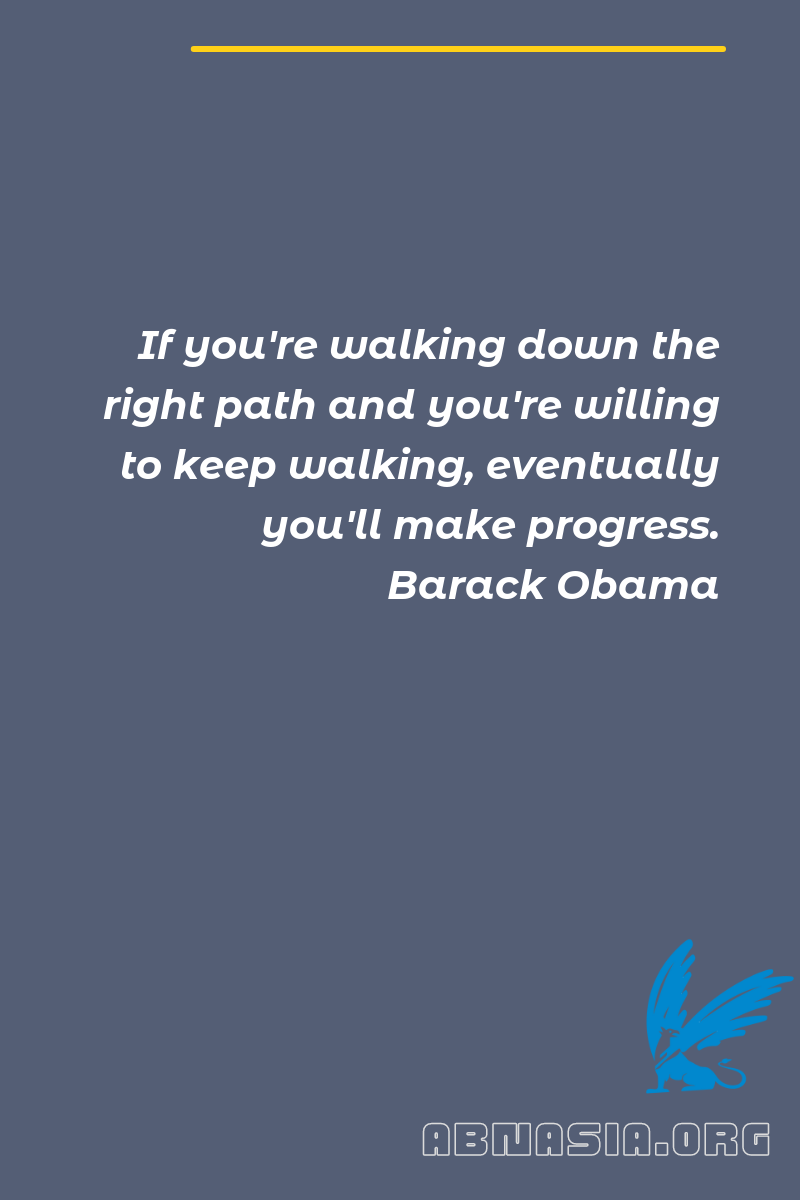 If you're walking down the
right path and you're willing
to keep walking, eventually
you'll make progress.
Barack Obama
ABNASIA.ORG